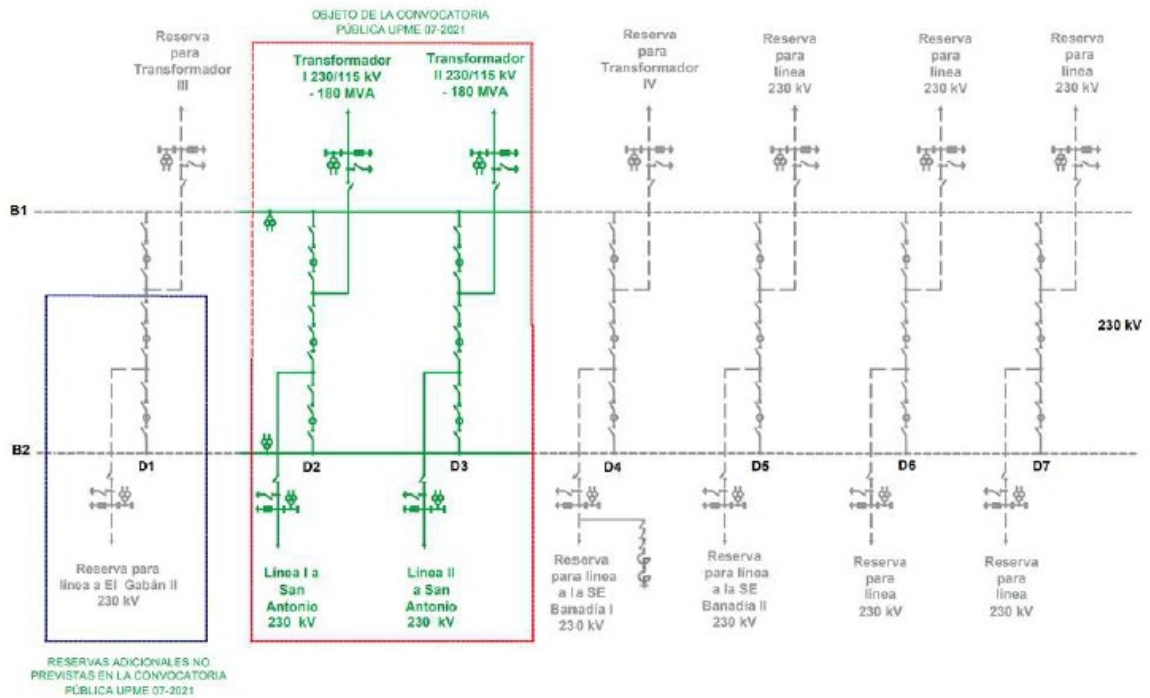 OBJETO DE LA CONVOCATORIA
PÚBLICA UPME 07-2021
Reserva
para
Transformador
III
Transformador
I 230/115 kV
- 180 MVA
Transformador
II 230/115 kV
- 180 MVA
Reserva
para
Transformador
IV
Reserva
para
línea
230 kV
Reserva
para
línea
230 kV
Reserva
para
línea
230 kV
B1
230 kV
B2
D1
D2
D3
D4
D5
D6
D7
Reserva para
línea a El Gabán II
230 kV
Línea I a
San
Antonio
230 kV
Línea II
a San
Antonio
230 kV
Reserva
para línea
a la SE
Banadía I
230 kV
Reserva
para línea
a la SE
Banadía II
230 kV
Reserva
para
línea
230 kV
Reserva
para
línea
230 kV
RESERVAS ADICIONALES NO
PREVISTAS EN LA CONVOCATORIA
PÚBLICA UPME 07-2021